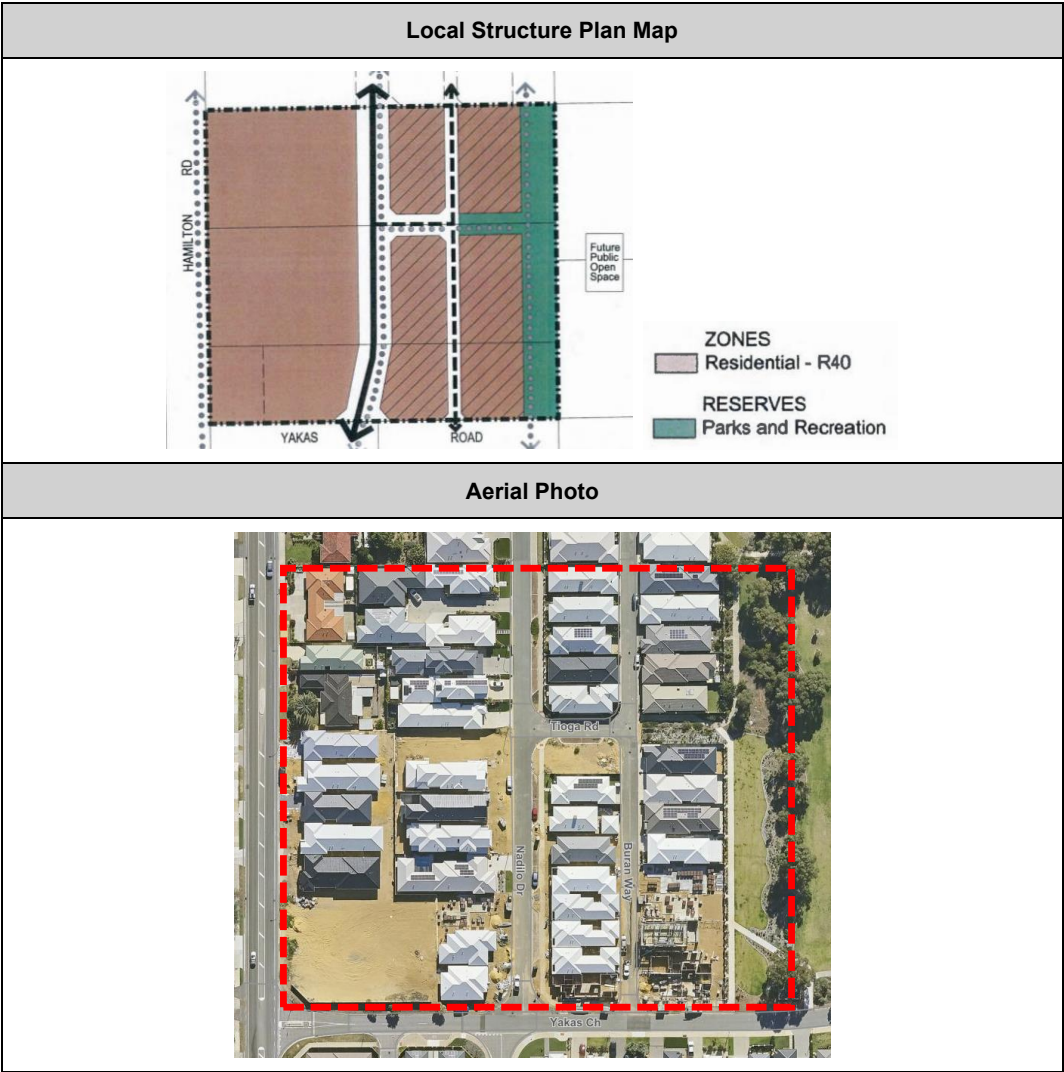 Local Structure Plan Map
HAMILTON RD
Future
Public
Open
Space
YAKAS ROAD
ZONES
Residential - R40
RESERVES
Parks and Recreation
Aerial Photo
Tioga Rd
Nadilo Dr
Buran Way
Yakas Ch